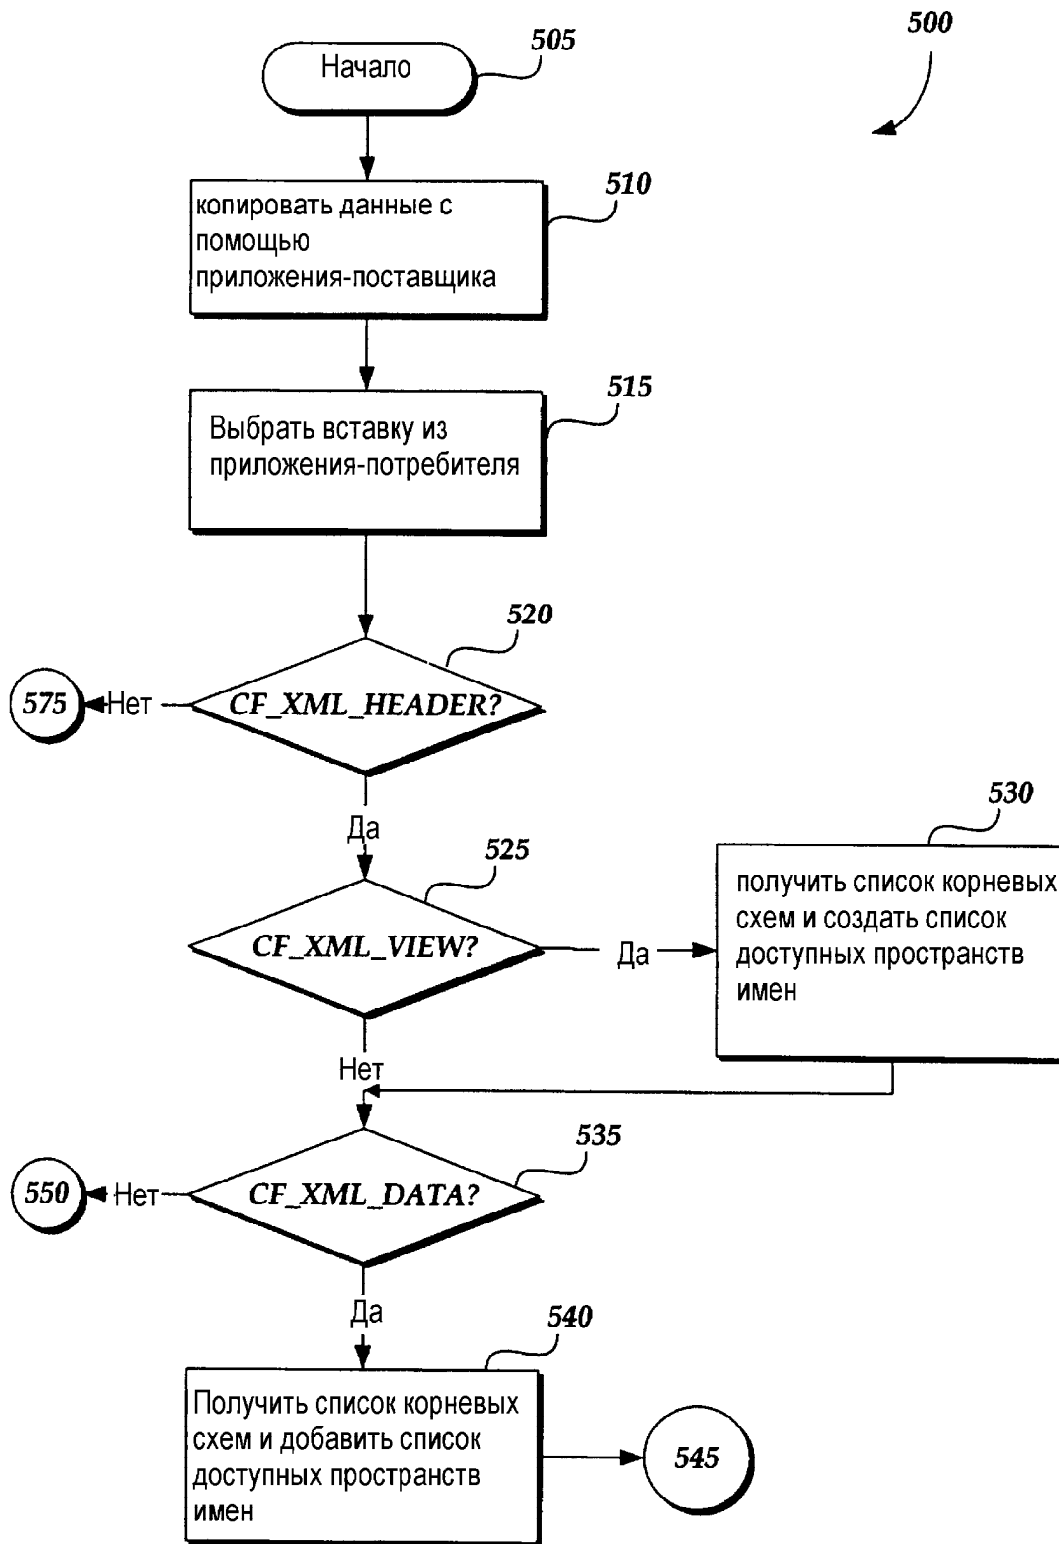 500
505
Начало
510
копировать данные с
помощью
приложения-поставщика
515
Выбрать вставку из
приложения-потребителя
520
CF_XML_HEADER?
Нет
575
Да
525
CF_XML_VIEW?
Да
530
получить список корневых
схем и создать список
доступных пространств
имен
Нет
535
CF_XML_DATA?
Нет
550
Да
540
Получить список корневых
схем и добавить список
доступных пространств
имен
545